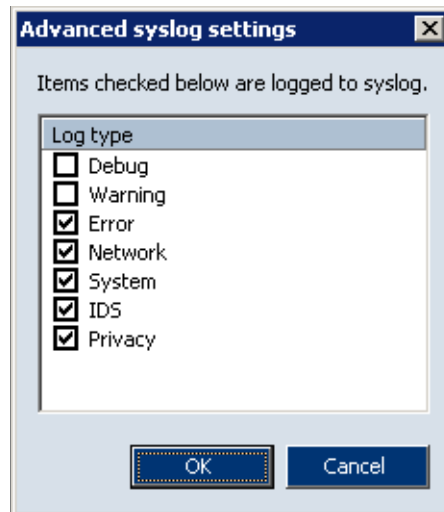 Advanced syslog settings
Items checked below are logged to syslog.
Log type
Debug
Warning
Error
Network
System
IDS
Privacy
OK
Cancel